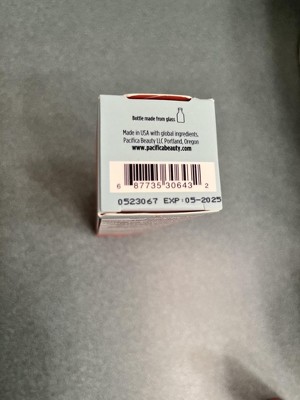 Bottle made from glass
Made in USA with global ingredients.
Pacifica Beauty LLC Portland, Oregon
www.pacificabeauty.com
6 87735 30643 2
0523067 EXP:05-2025